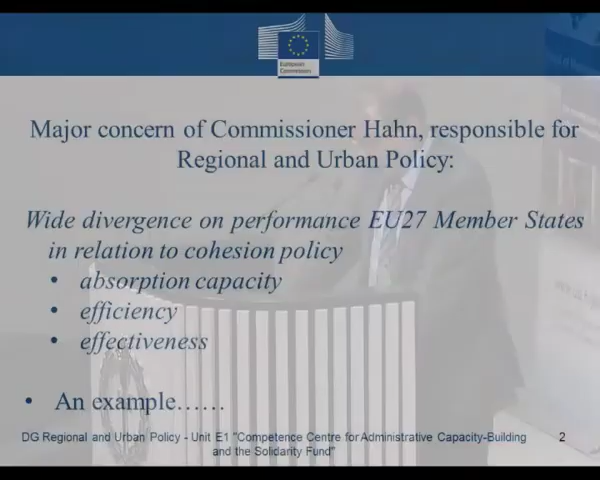 European
Commission
Major concern of Commissioner Hahn, responsible for
Regional and Urban Policy:
Wide divergence on performance EU27 Member States
in relation to cohesion policy
• absorption capacity
• efficiency
• effectiveness
• An example……
DG Regional and Urban Policy - Unit E1 "Competence Centre for Administrative Capacity-Building
and the Solidarity Fund"
2